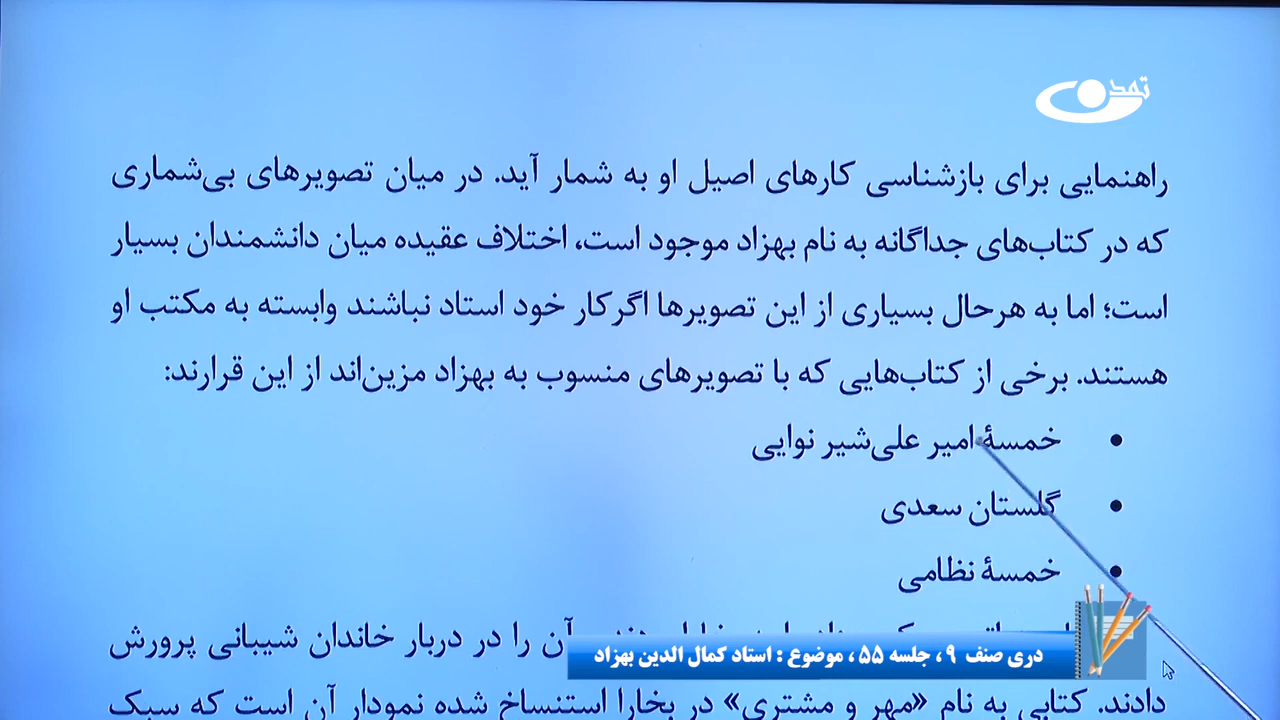 تمدن
راهنمایی برای بازشناسی کارهای اصیل او به شمار آید. در میان تصویرهای بی‌شماری
که در کتاب‌های جداگانه به نام بهزاد موجود است، اختلاف عقیده میان دانشمندان بسیار
است؛ اما به هرحال بسیاری از این تصویرها اگرکار خود استاد نباشند وابسته به مکتب او
هستند. برخی از کتاب‌هایی که با تصویرهای منسوب به بهزاد مزین‌اند از این قرارند:
• خمسۀ امیر علی‌شیر نوایی
• گلستان سعدی
• خمسۀ نظامی
آن را در دربار خاندان شیبانی پرورش
دری صنف ۹ ، جلسه ۵۵ ، موضوع : استاد کمال الدین بهزاد
دادند. کتابی به نام «مهر و مشتری» در بخارا استنساخ شده نمودار آن است که سبک